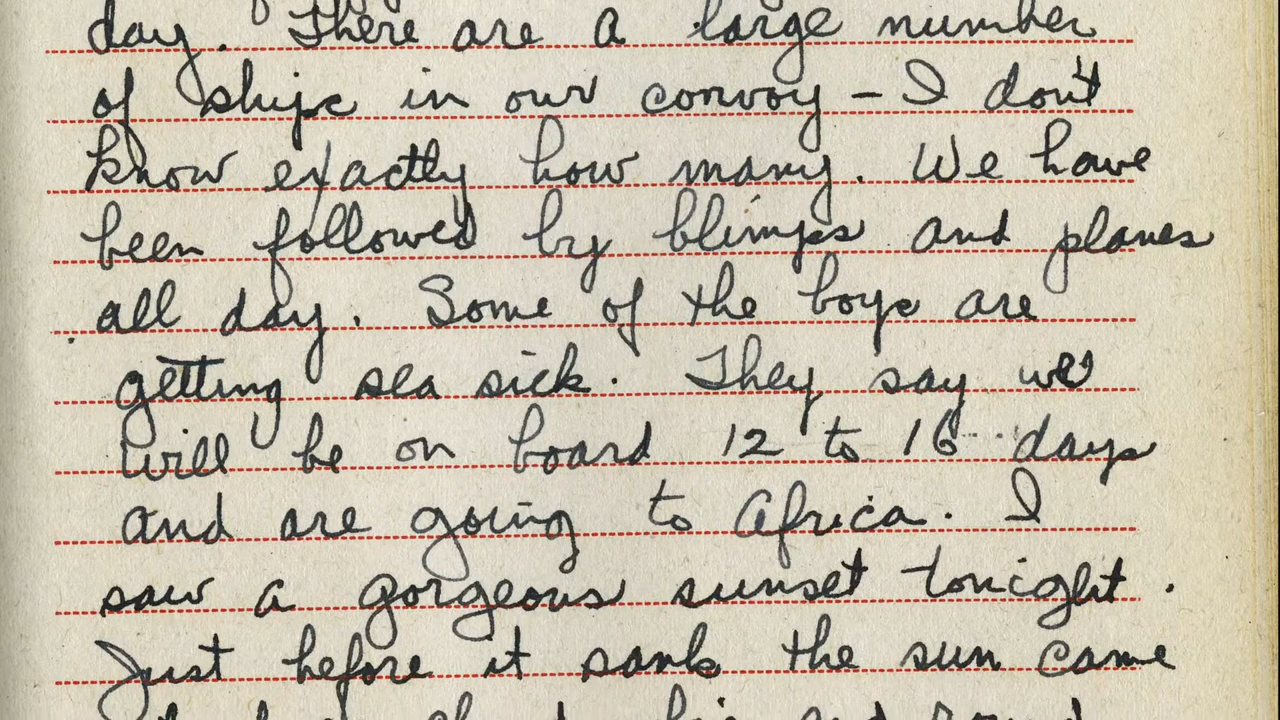 day. There are a large number
of ships in our convoy – I don't
know exactly how many. We have
been followed by blimps and planes
all day. Some of the boys are
getting sea sick. They say we
will be on board 12 to 16 days
and are going to Africa. I
saw a gorgeous sunset tonight.
Just before it sank the sun came
and round